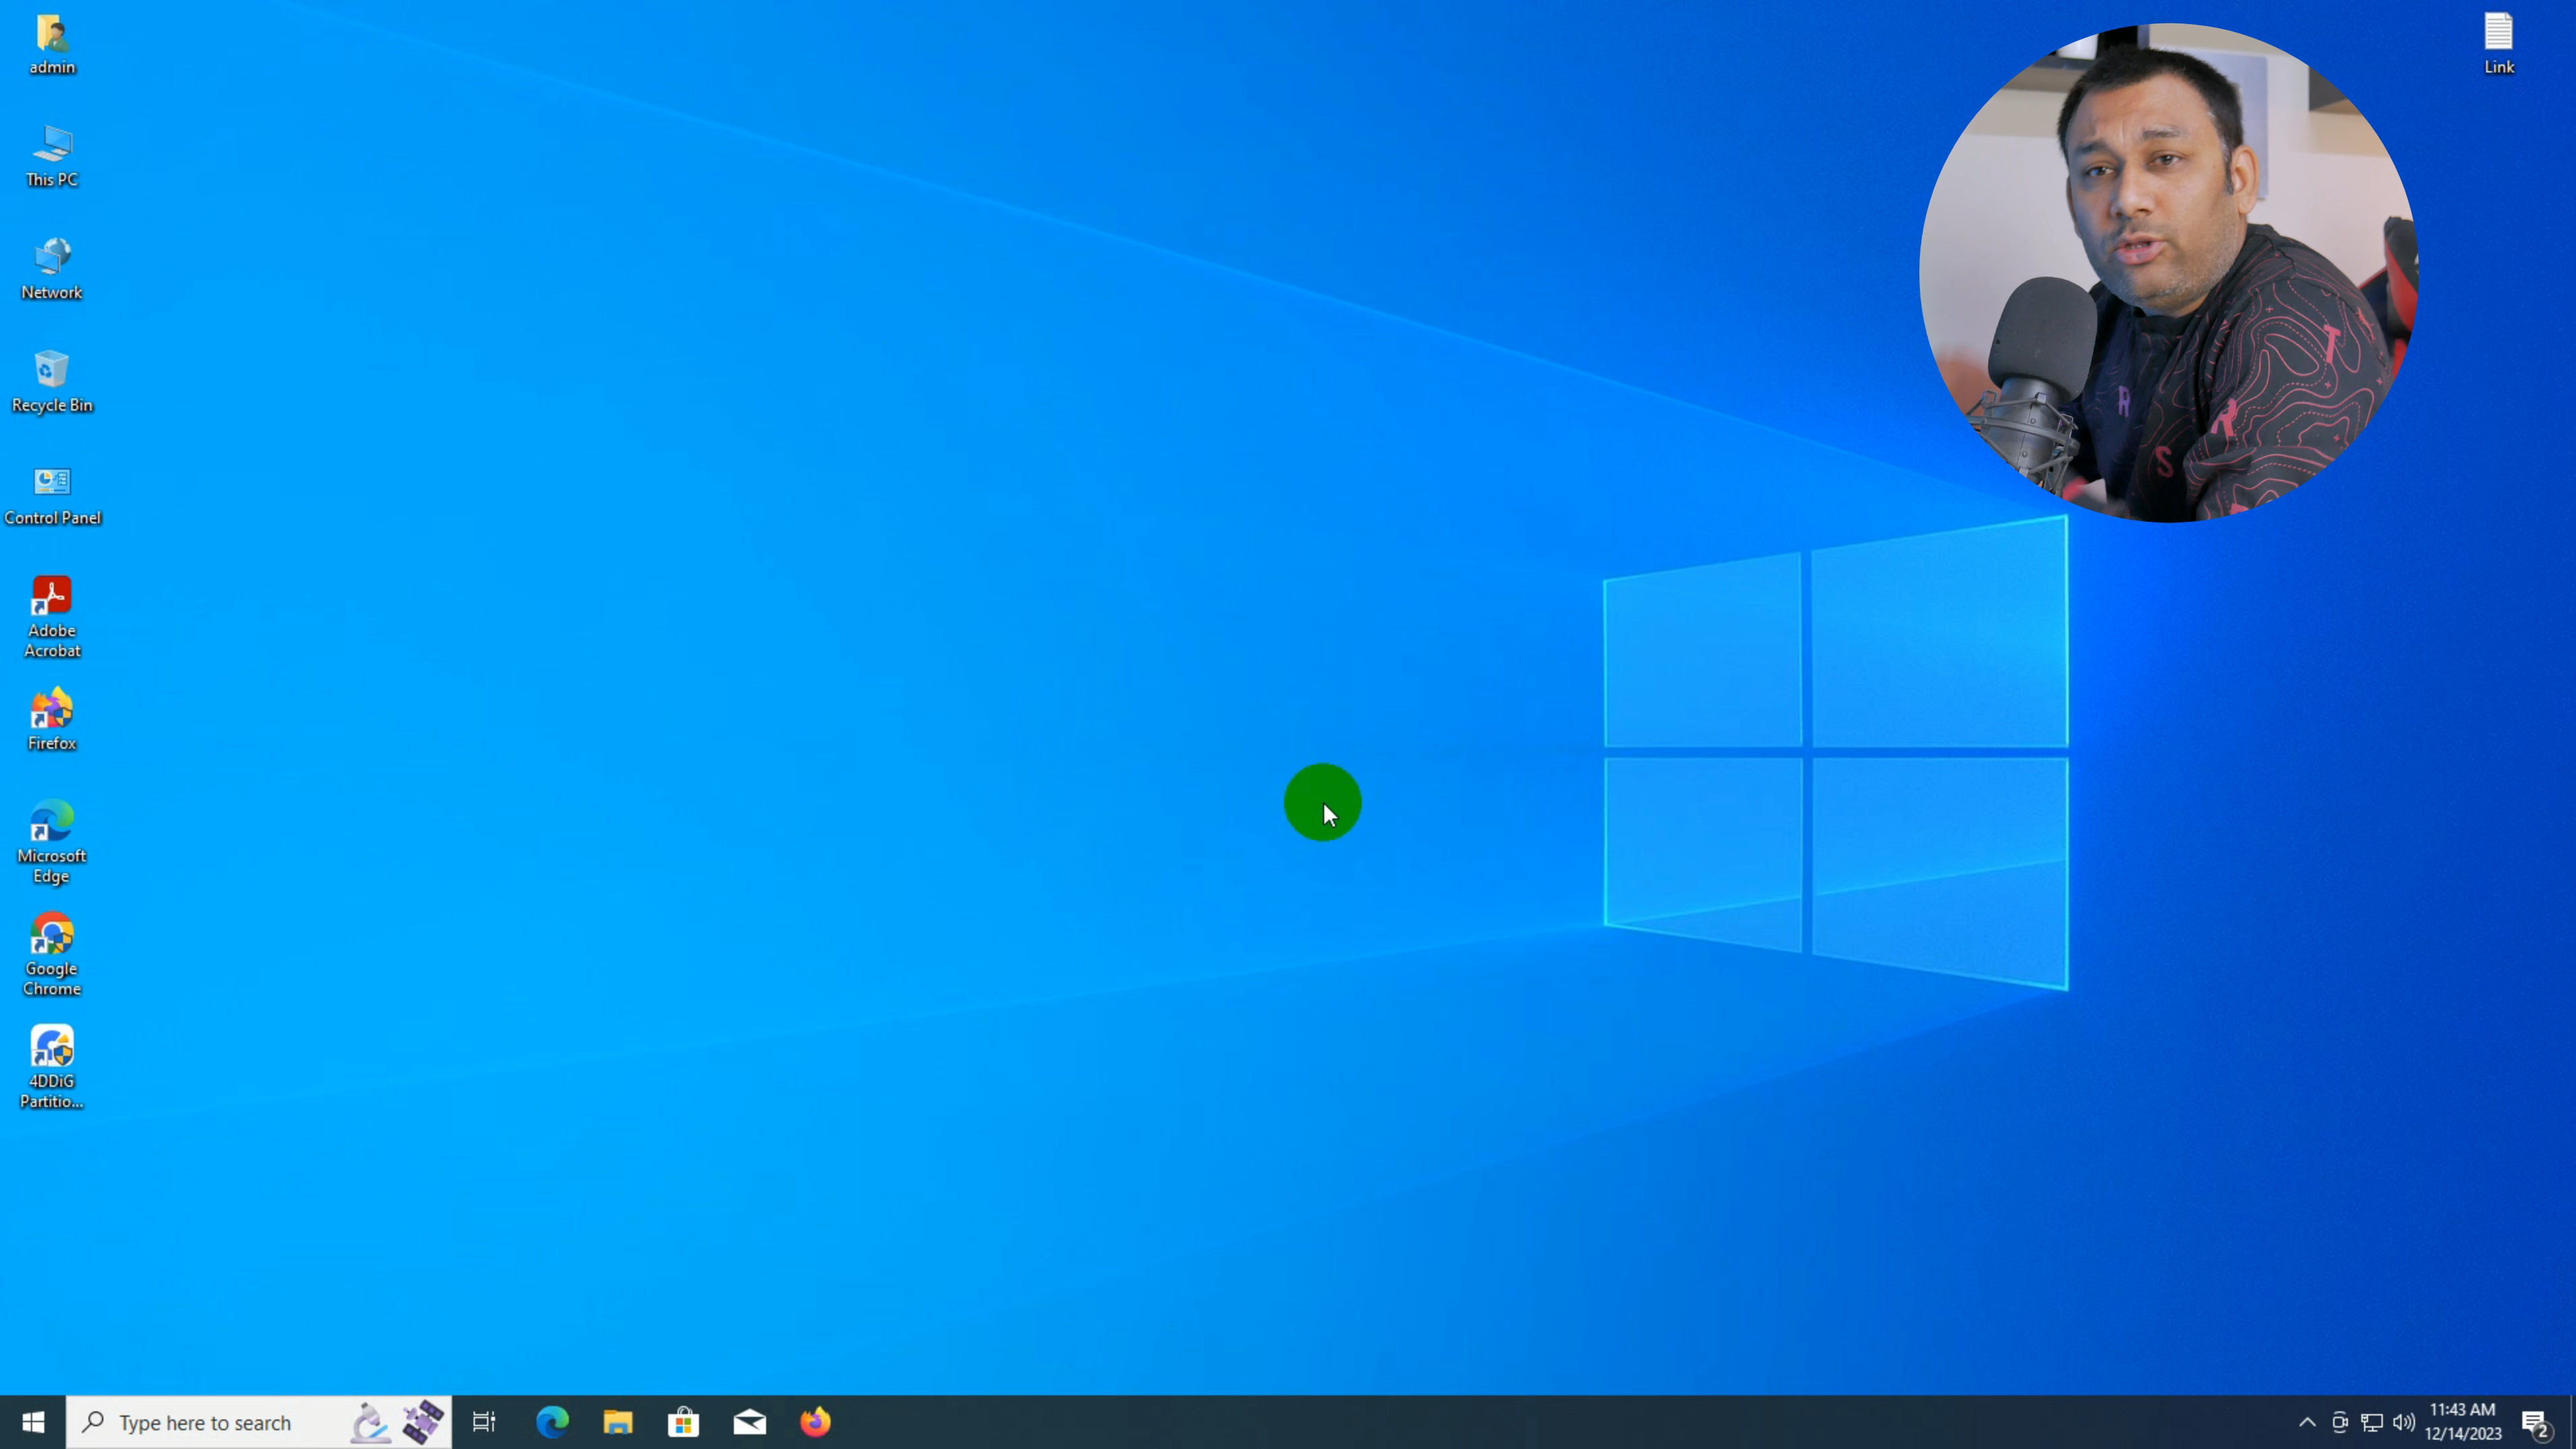 admin
This PC
Network
Recycle Bin
Control Panel
Adobe
Acrobat
Firefox
Microsoft
Edge
Google
Chrome
4DDiG
Partitio...
Link
T
R
R
S
Type here to search
11:43 AM
12/14/2023
2